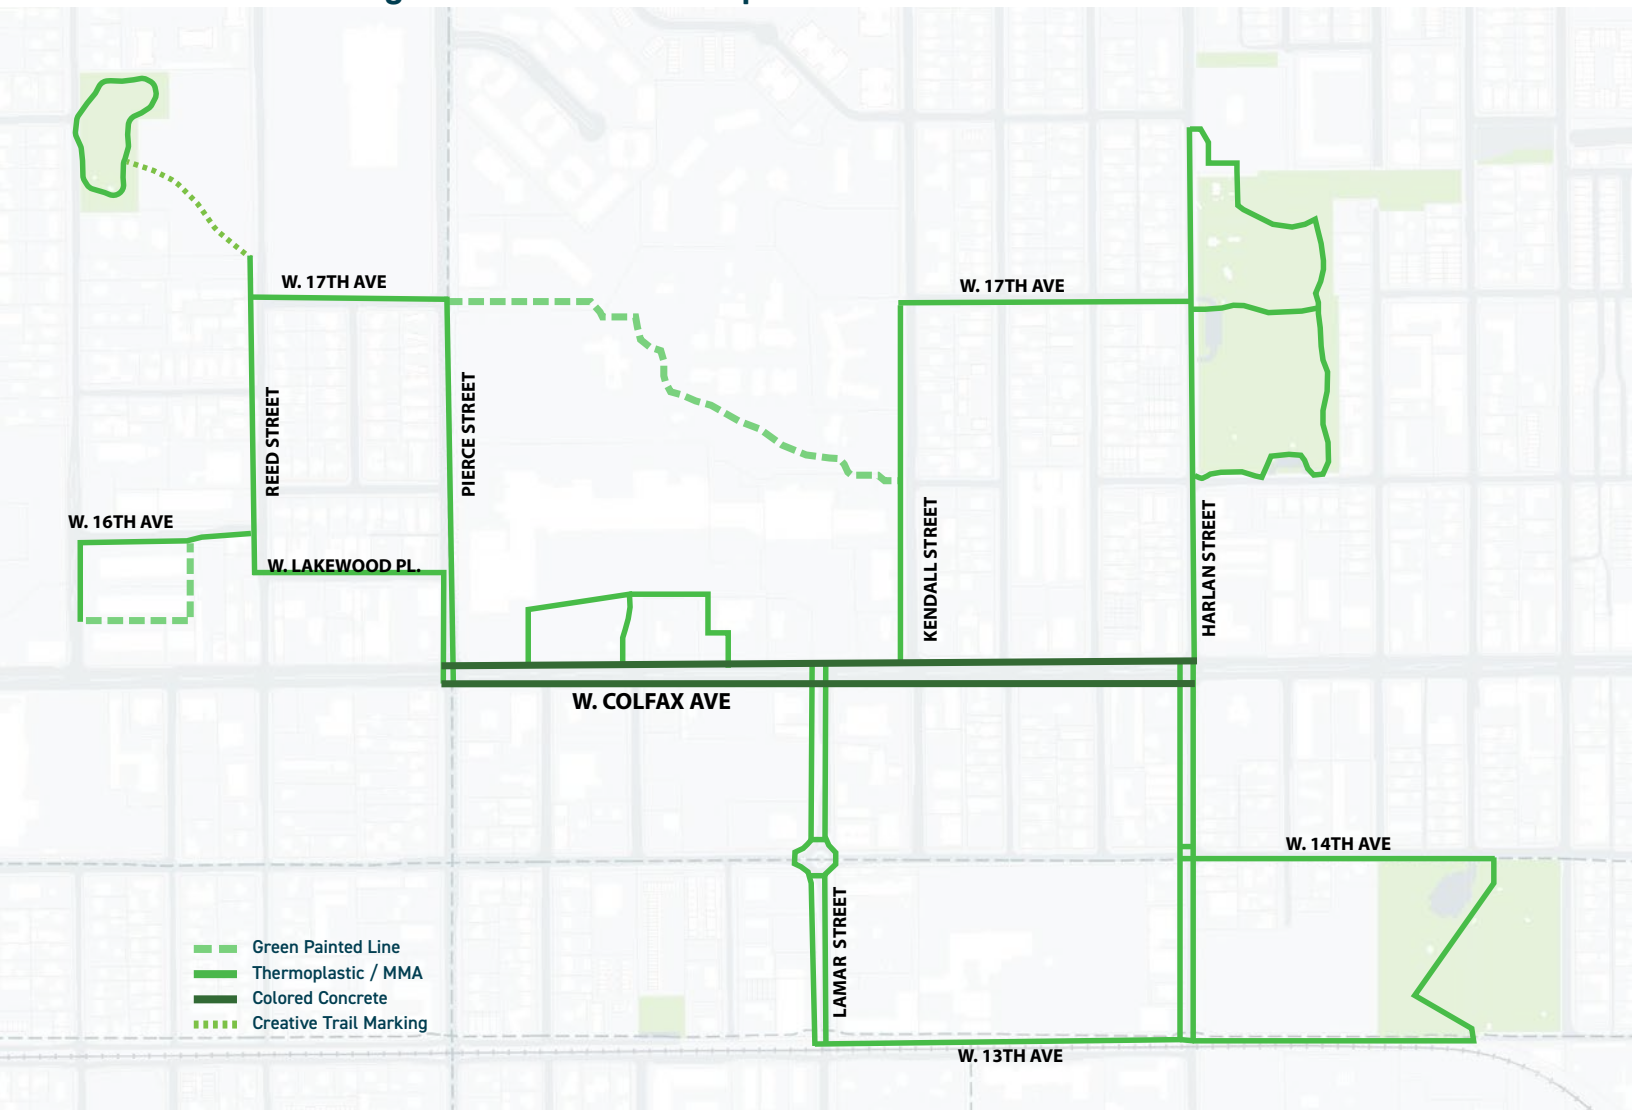 W. 17TH AVE
W. 17TH AVE
REED STREET
PIERCE STREET
W. 16TH AVE
W. LAKEWOOD PL.
KENDALL STREET
HARLAN STREET
W. COLFAX AVE
W. 14TH AVE
LAMAR STREET
Green Painted Line
Thermoplastic / MMA
Colored Concrete
Creative Trail Marking
W. 13TH AVE